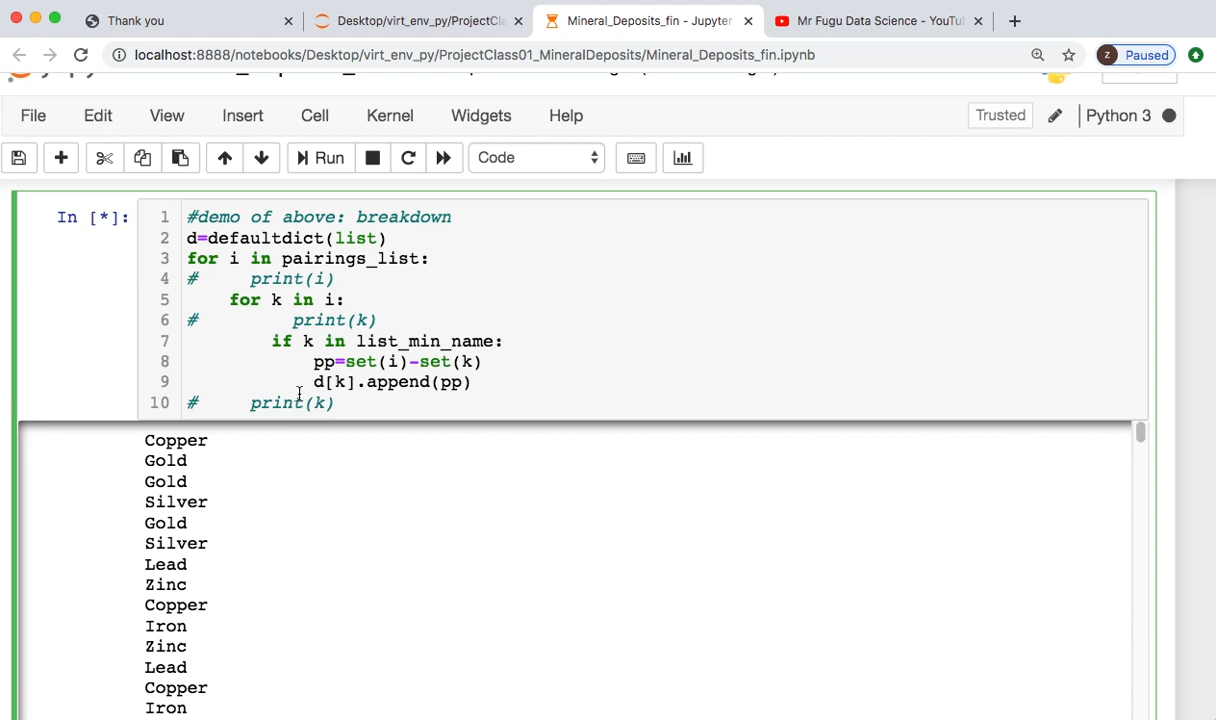 Thank you
Desktop/virt_env_py/ProjectCla
Mineral_Deposits_fin - Jupyter
Mr Fugu Data Science - YouTu
localhost:8888/notebooks/Desktop/virt_env_py/ProjectClass01_MineralDeposits/Mineral_Deposits_fin.ipynb
Z Paused
File Edit View Insert Cell Kernel Widgets Help Trusted Python 3
Run Code
In [*]:
1 #demo of above: breakdown
2 d=defaultdict(list)
3 for i in pairings_list:
4 #     print(i)
5     for k in i:
6 #         print(k)
7         if k in list_min_name:
8             pp=set(i)-set(k)
9             d[k].append(pp)
10 #     print(k)
Copper
Gold
Gold
Silver
Gold
Silver
Lead
Zinc
Copper
Iron
Zinc
Lead
Copper
Iron